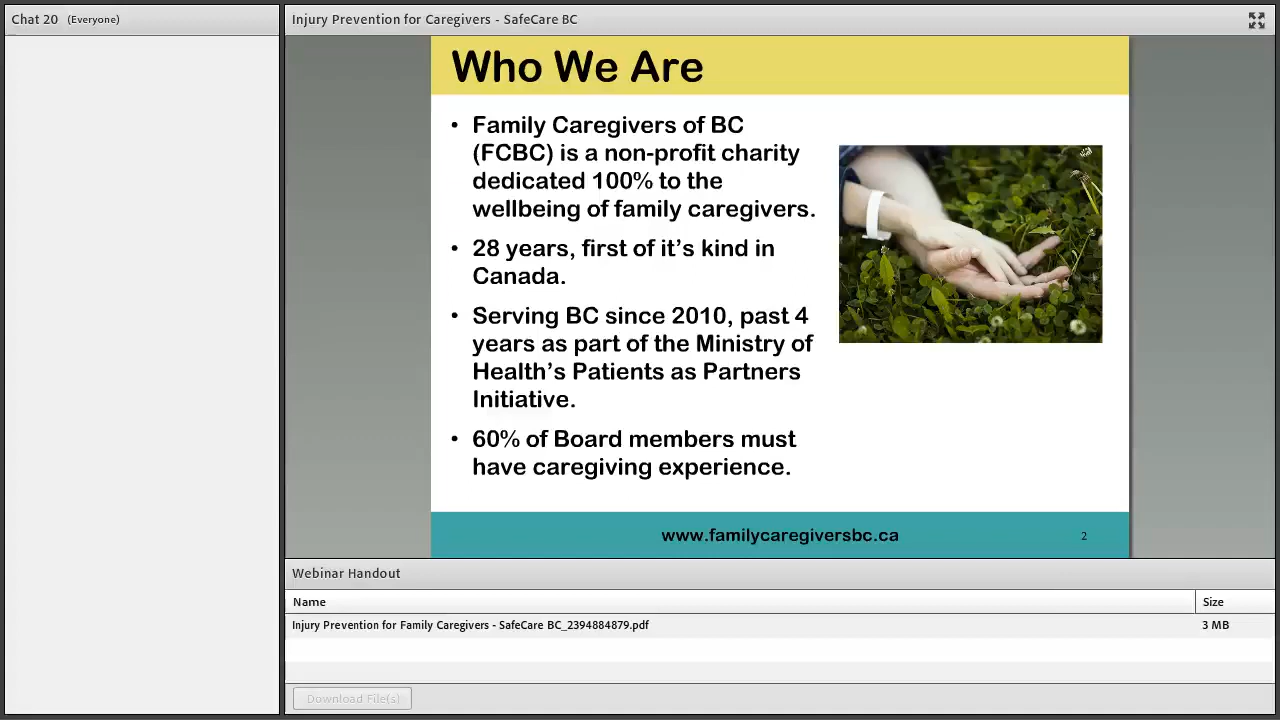 Chat 20 (Everyone)
Injury Prevention for Caregivers - SafeCare BC
Who We Are
• Family Caregivers of BC
(FCBC) is a non-profit charity
dedicated 100% to the
wellbeing of family caregivers.
• 28 years, first of it's kind in
Canada.
• Serving BC since 2010, past 4
years as part of the Ministry of
Health's Patients as Partners
Initiative.
• 60% of Board members must
have caregiving experience.
www.familycaregiversbc.ca
2
Webinar Handout
Name Size
Injury Prevention for Family Caregivers - SafeCare BC_2394884879.pdf 3 MB
Download File(s)